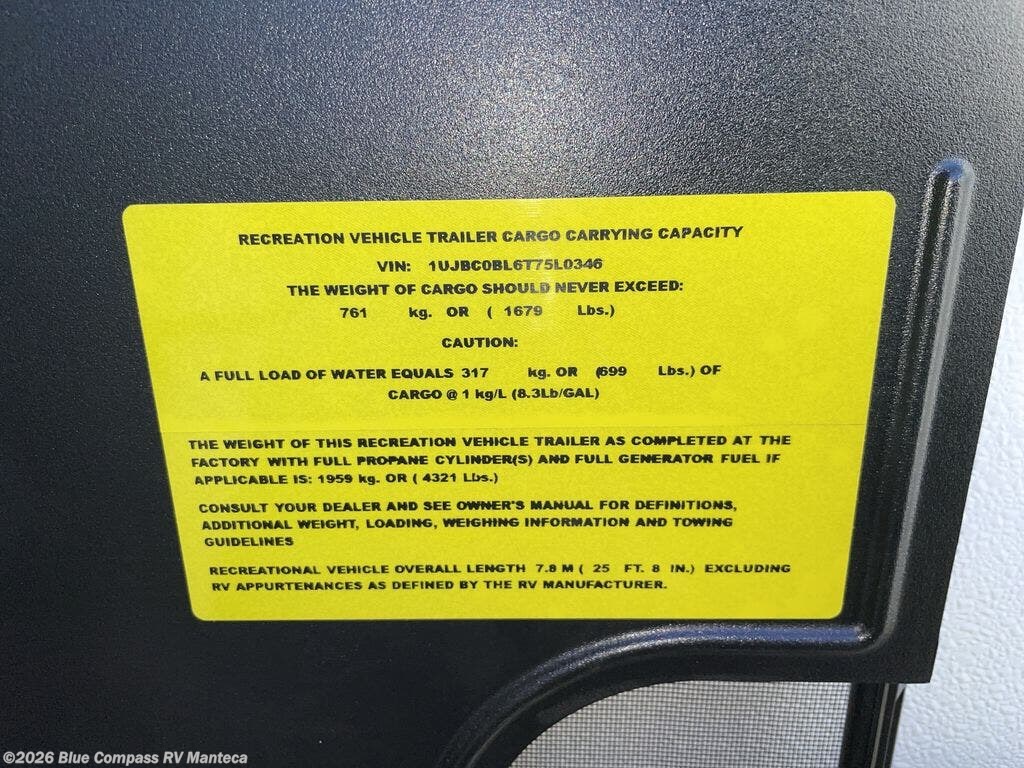 RECREATION VEHICLE TRAILER CARGO CARRYING CAPACITY
VIN: 1UJBC0BL6T75L0346
THE WEIGHT OF CARGO SHOULD NEVER EXCEED:
761 kg. OR ( 1679 Lbs.)
CAUTION:
A FULL LOAD OF WATER EQUALS 317 kg. OR (699 Lbs.) OF
CARGO @ 1 kg/L (8.3Lb/GAL)
THE WEIGHT OF THIS RECREATION VEHICLE TRAILER AS COMPLETED AT THE
FACTORY WITH FULL PROPANE CYLINDER(S) AND FULL GENERATOR FUEL IF
APPLICABLE IS: 1959 kg. OR ( 4321 Lbs.)
CONSULT YOUR DEALER AND SEE OWNER'S MANUAL FOR DEFINITIONS,
ADDITIONAL WEIGHT, LOADING, WEIGHING INFORMATION AND TOWING
GUIDELINES
RECREATIONAL VEHICLE OVERALL LENGTH 7.8 M ( 25 FT. 8 IN.) EXCLUDING
RV APPURTENANCES AS DEFINED BY THE RV MANUFACTURER.
©2026 Blue Compass RV Manteca